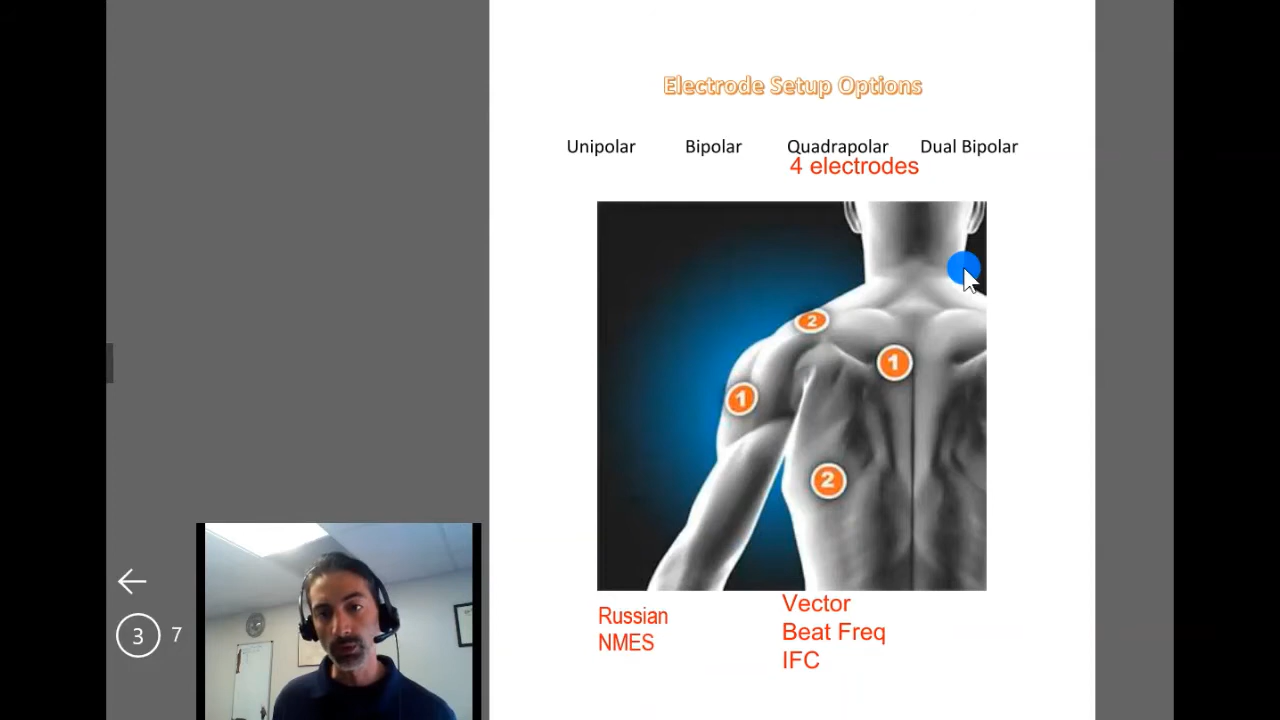 Electrode Setup Options
Unipolar Bipolar Quadrapolar Dual Bipolar
4 electrodes
2
1
1
2
Russian
NMES
Vector
Beat Freq
IFC
3 7